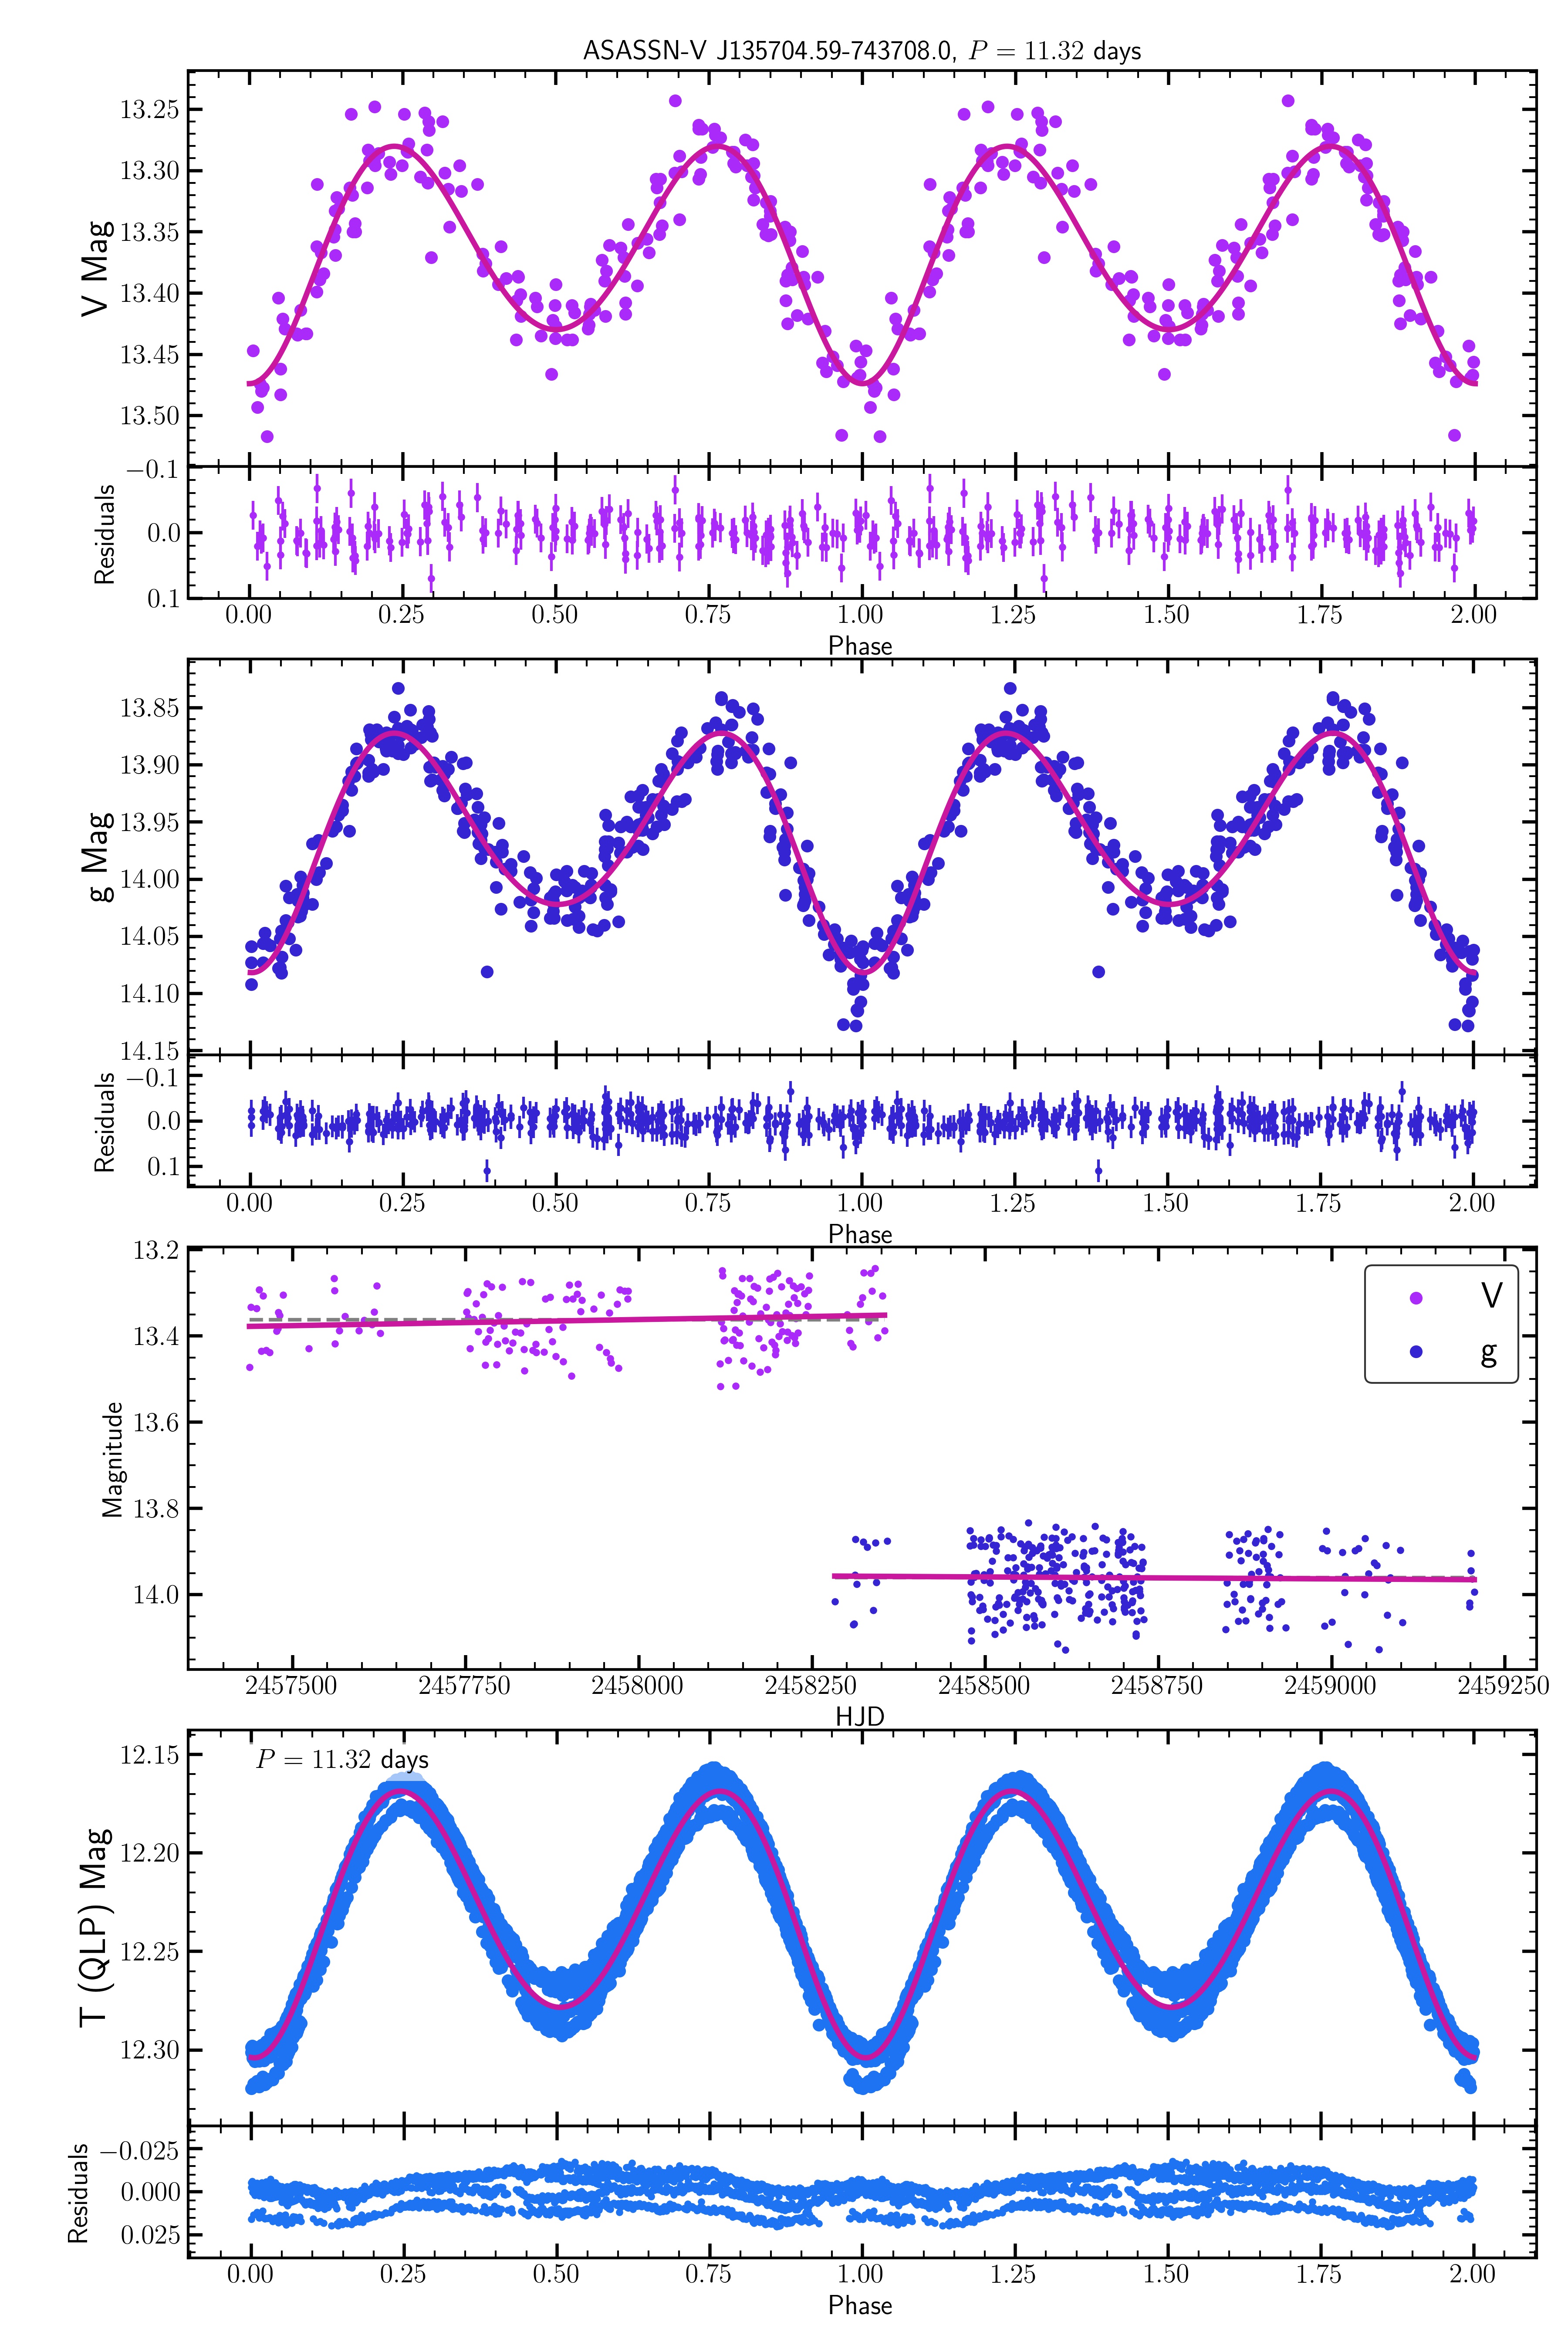 ASASSN-V J135704.59-743708.0, P = 11.32 days
13.25
13.30
13.35
13.40
13.45
13.50
V Mag
−0.1
0.0
0.1
Residuals
0.00 0.25 0.50 0.75 1.00 1.25 1.50 1.75 2.00
Phase
13.85
13.90
13.95
14.00
14.05
14.10
14.15
g Mag
−0.1
0.0
0.1
Residuals
0.00 0.25 0.50 0.75 1.00 1.25 1.50 1.75 2.00
Phase
13.2
13.4
13.6
13.8
14.0
Magnitude
V
g
2457500 2457750 2458000 2458250 2458500 2458750 2459000 2459250
HJD
P = 11.32 days
12.15
12.20
12.25
12.30
T (QLP) Mag
−0.025
0.000
0.025
Residuals
0.00 0.25 0.50 0.75 1.00 1.25 1.50 1.75 2.00
Phase